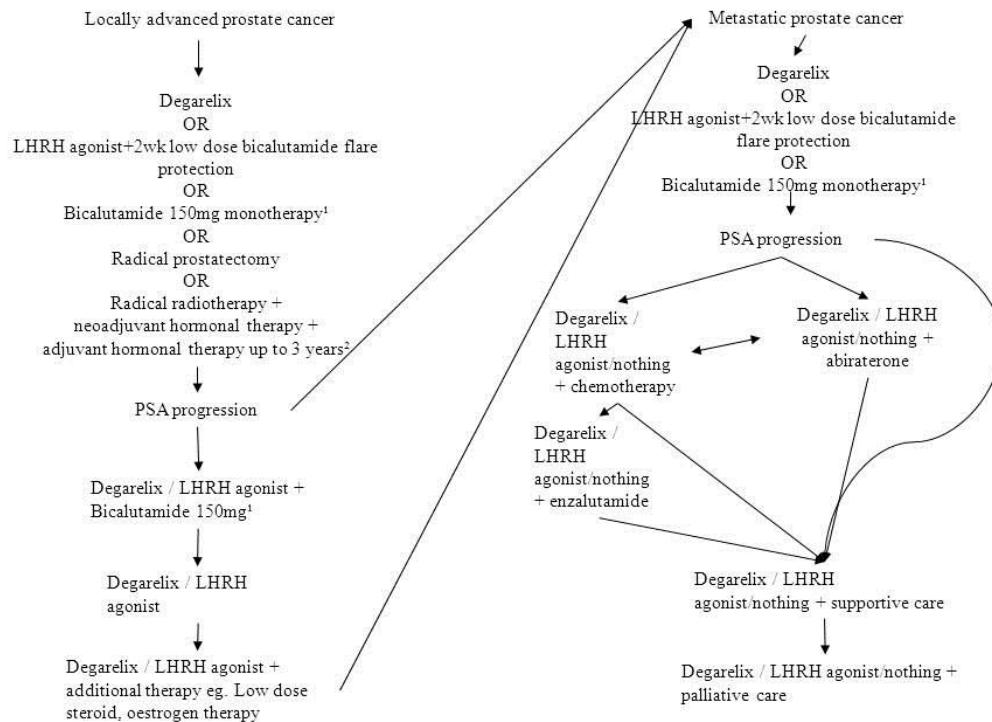 Locally advanced prostate cancer
Degarelix
OR
LHRH agonist+2wk low dose bicalutamide flare
protection
OR
Bicalutamide 150mg monotherapy¹
OR
Radical prostatectomy
OR
Radical radiotherapy +
neoadjuvant hormonal therapy +
adjuvant hormonal therapy up to 3 years²
PSA progression
Degarelix / LHRH agonist +
Bicalutamide 150mg¹
Degarelix / LHRH
agonist
Degarelix / LHRH agonist +
additional therapy eg. Low dose
steroid, oestrogen therapy
Metastatic prostate cancer
Degarelix
OR
LHRH agonist+2wk low dose bicalutamide
flare protection
OR
Bicalutamide 150mg monotherapy¹
PSA progression
Degarelix /
LHRH
agonist/nothing
+ chemotherapy
Degarelix / LHRH
agonist/nothing +
abiraterone
Degarelix /
LHRH
agonist/nothing
+ enzalutamide
Degarelix / LHRH
agonist/nothing + supportive care
Degarelix / LHRH agonist/nothing +
palliative care